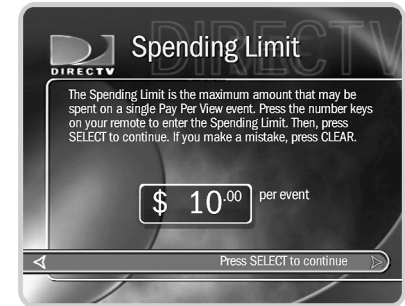 DIRECTV
Spending Limit
DIRECTV
The Spending Limit is the maximum amount that may be
spent on a single Pay Per View event. Press the number keys
on your remote to enter the Spending Limit. Then, press
SELECT to continue. If you make a mistake, press CLEAR.
$ 10.00 per event
Press SELECT to continue